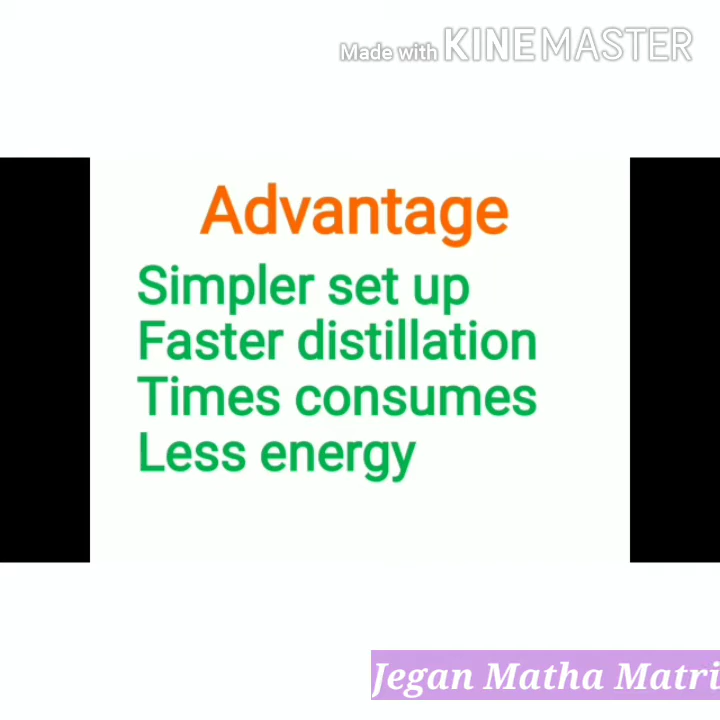 Made with KINEMASTER
Advantage
Simpler set up
Faster distillation
Times consumes
Less energy
Jegan Matha Matri